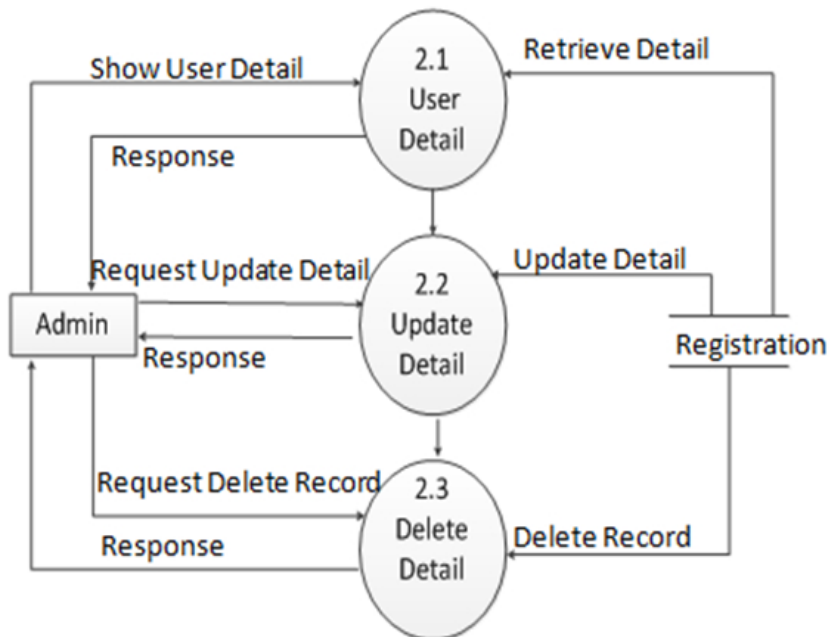 Show User Detail
2.1
User
Detail
Retrieve Detail
Response
Request Update Detail
2.2
Update
Detail
Update Detail
Admin
Response
Registration
Request Delete Record
2.3
Delete
Detail
Response
Delete Record